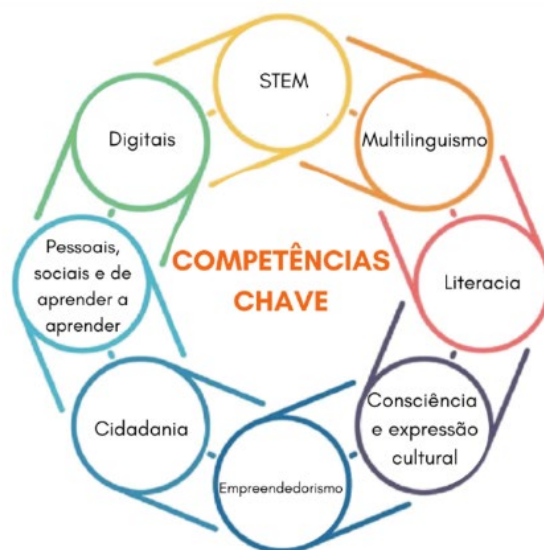 STEM
Multilinguismo
Literacia
Consciência
e expressão
cultural
Empreendedorismo
Cidadania
Pessoais,
sociais e de
aprender a
aprender
Digitais
COMPETÊNCIAS
CHAVE